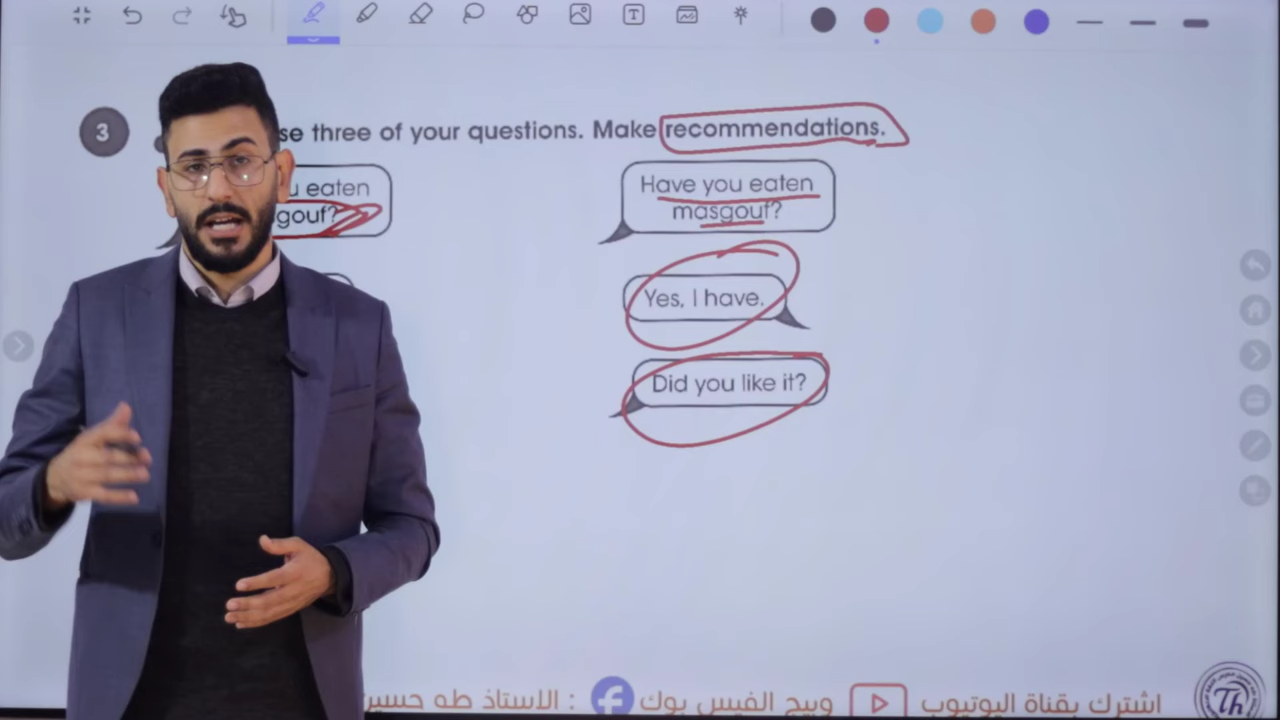 3
se three of your questions. Make recommendations.
u eaten
gouf?
Have you eaten
masgouf?
Yes, I have.
Did you like it?
اشترك بقناة اليوتيوب وبيج الفيس بوك : الاستاذ طه حسين
Th